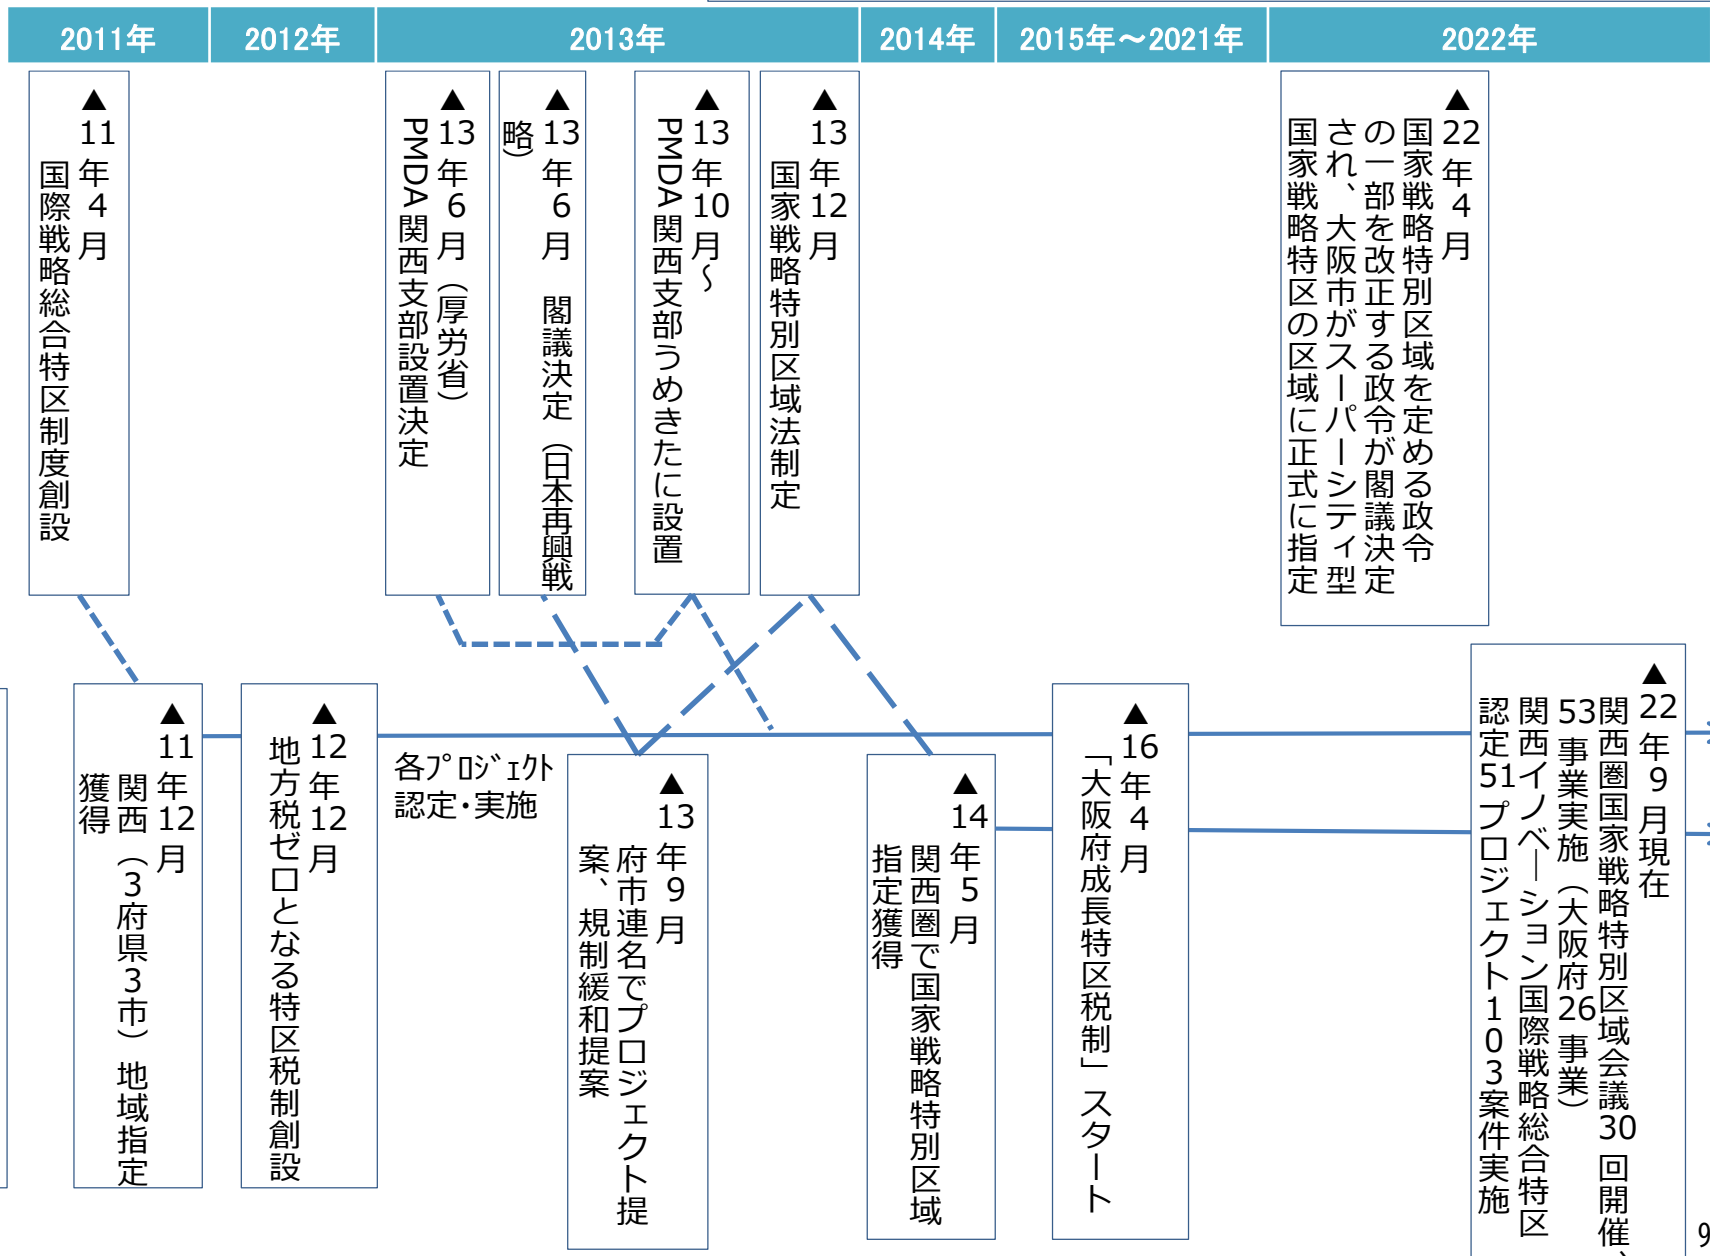 2011年
2012年
2013年
2014年
2015年～2021年
2022年
▲11年４月
国際戦略総合特区制度創設
▲13年６月（厚労省）
PMDA関西支部設置決定
▲13年６月　閣議決定（日本再興戦
略）
▲13年10月～
PMDA関西支部うめきたに設置
▲13年12月
国家戦略特別区域法制定
▲22年４月
国家戦略特別区域を定める政令
の一部を改正する政令が閣議決定
され、大阪市がスーパーシティ型
国家戦略特区の区域に正式に指定
▲11年12月
関西（３府県３市）地域指定
獲得
▲12年12月
地方税ゼロとなる特区税制創設
各ﾌﾟﾛｼﾞｪｸﾄ
認定･実施
▲13年９月
府市連名でプロジェクト提
案、規制緩和提案
▲14年５月
関西圏で国家戦略特別区域
指定獲得
▲16年４月
「大阪府成長特区税制」スタート
▲22年９月現在
関西圏国家戦略特別区域会議30回開催、
53事業実施（大阪府26事業）
関西イノベーション国際戦略総合特区
認定51プロジェクト１０３案件実施
9